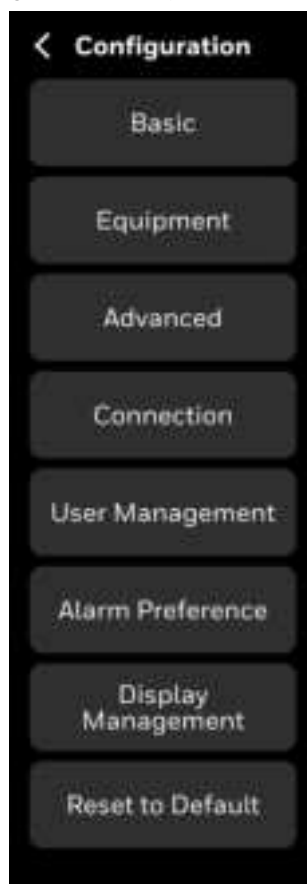 Configuration
Basic
Equipment
Advanced
Connection
User Management
Alarm Preference
Display
Management
Reset to Default